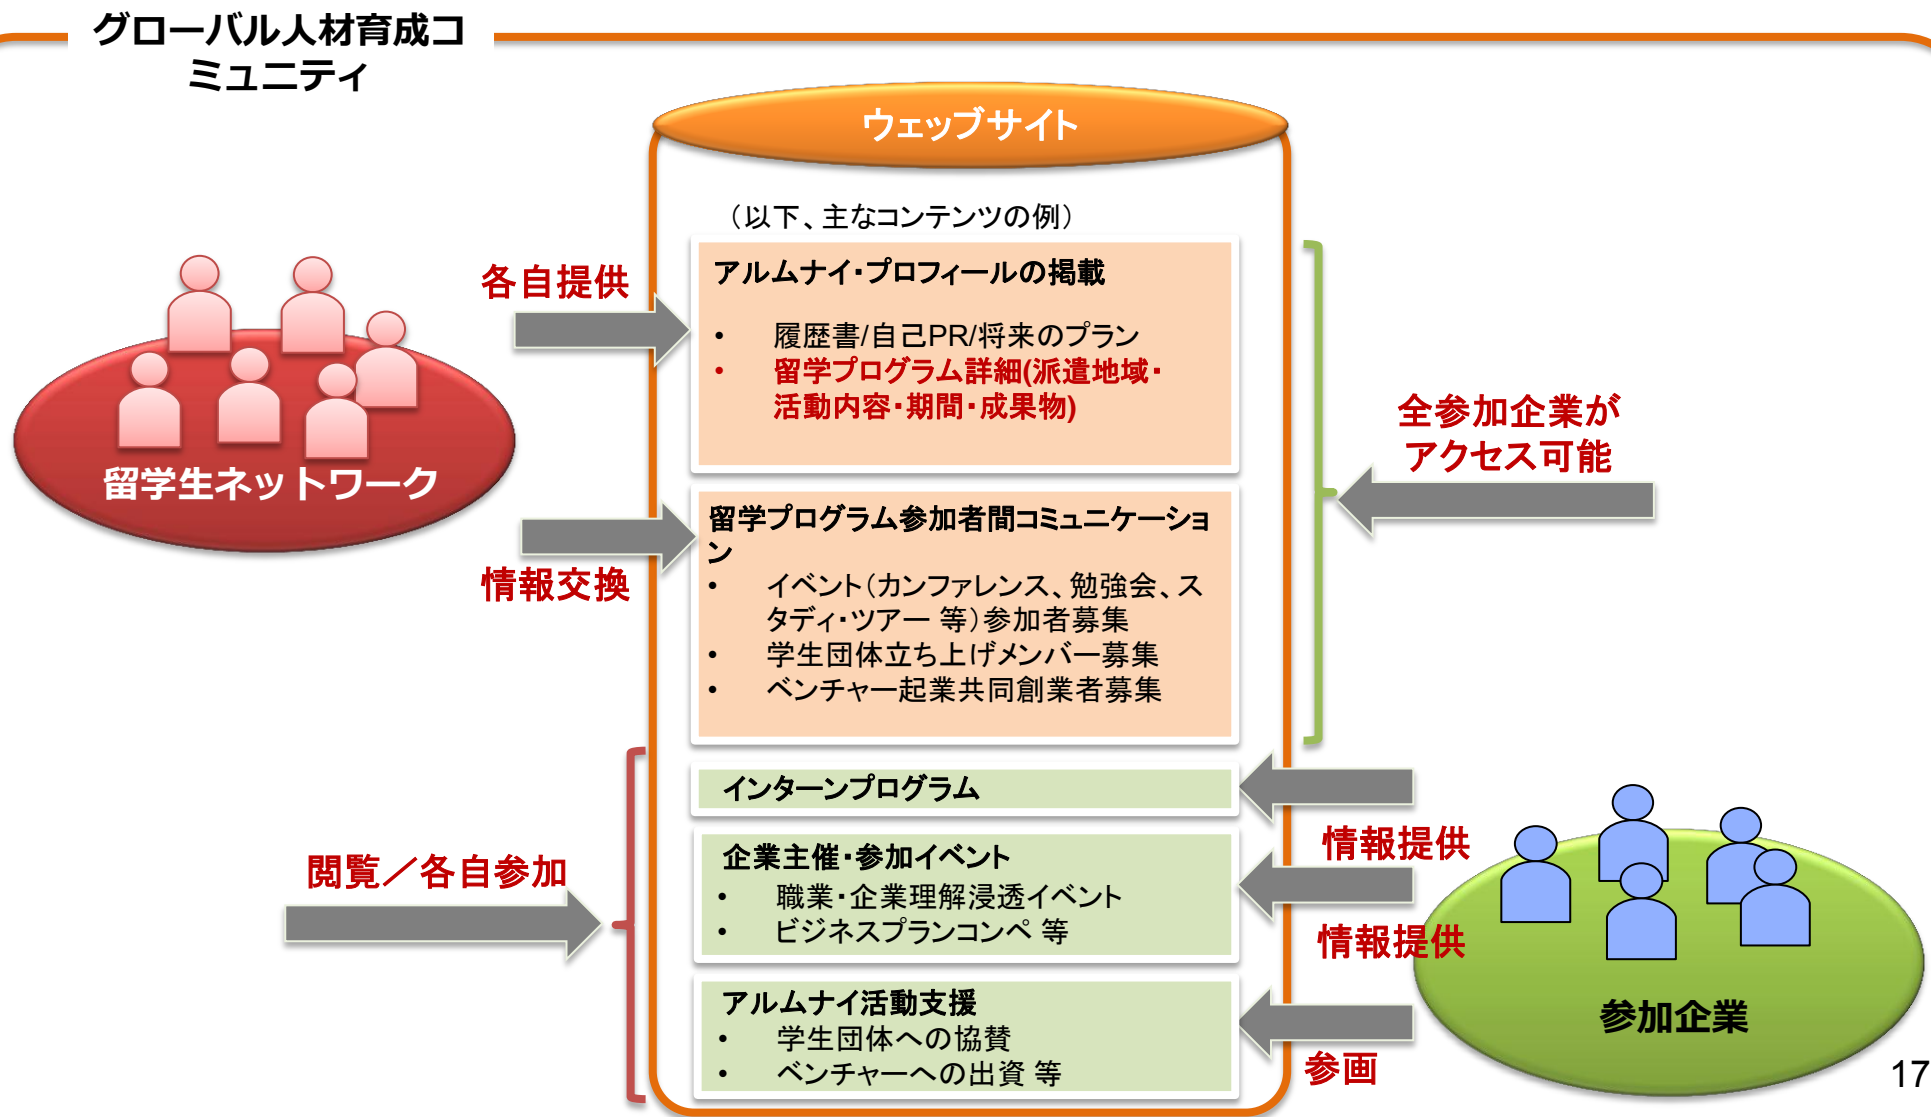 グローバル人材育成コ
ミュニティ
ウェッブサイト
（以下、主なコンテンツの例）
アルムナイ・プロフィールの掲載
• 履歴書/自己PR/将来のプラン
• 留学プログラム詳細(派遣地域・
活動内容・期間・成果物)
各自提供
留学生ネットワーク
全参加企業が
アクセス可能
留学プログラム参加者間コミュニケーショ
ン
• イベント（カンファレンス、勉強会、ス
タディ・ツアー 等）参加者募集
• 学生団体立ち上げメンバー募集
• ベンチャー起業共同創業者募集
情報交換
インターンプログラム
情報提供
企業主催・参加イベント
• 職業・企業理解浸透イベント
• ビジネスプランコンペ 等
閲覧／各自参加
情報提供
アルムナイ活動支援
• 学生団体への協賛
• ベンチャーへの出資 等
参画
参加企業
17